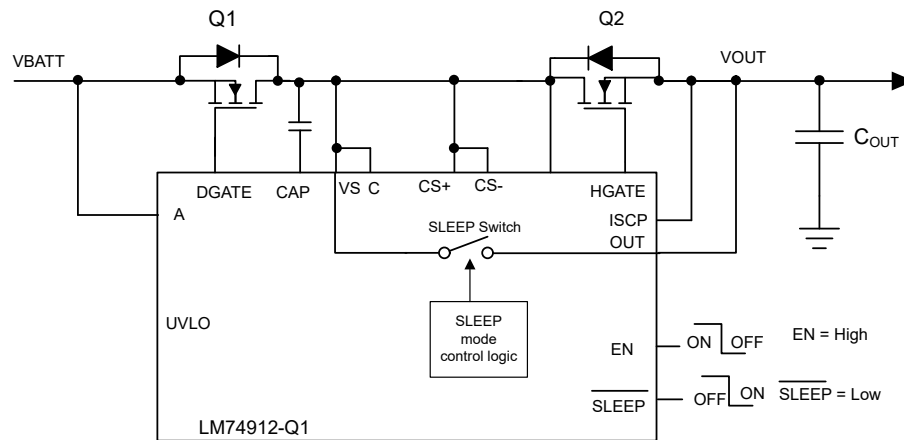 Q1
Q2
VBATT
VOUT
C_OUT
DGATE
CAP
VS
C
CS+
CS-
HGATE
A
ISCP
SLEEP Switch
OUT
UVLO
SLEEP
mode
control logic
EN
ON
OFF
EN = High
SLEEP
OFF
ON
SLEEP = Low
LM74912-Q1